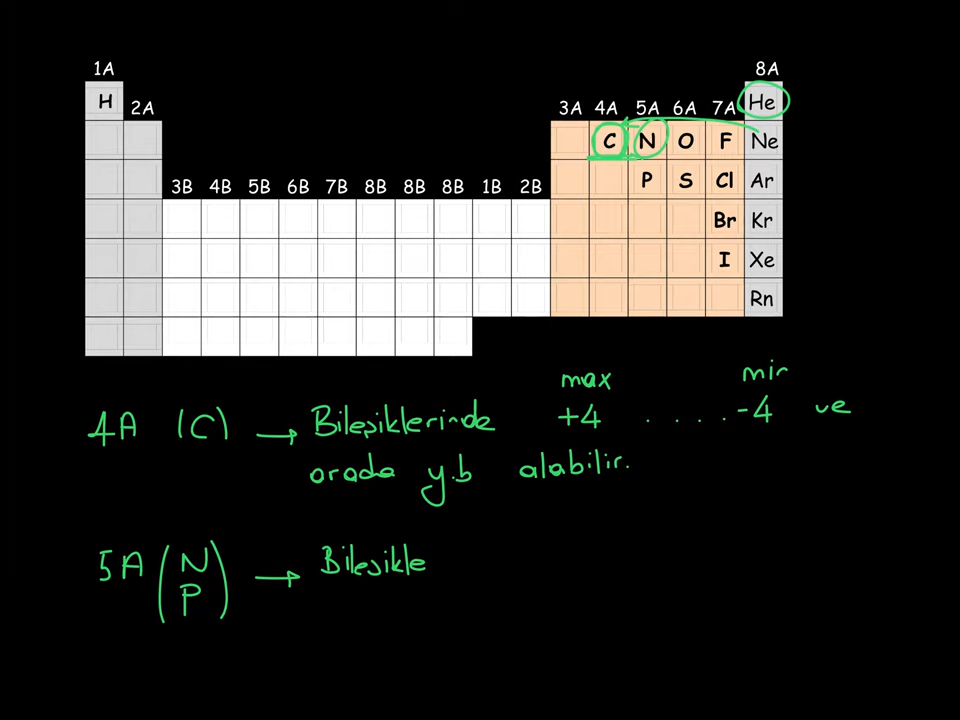 1A 8A
H 2A 3A 4A 5A 6A 7A He
C N O F Ne
3B 4B 5B 6B 7B 8B 8B 8B 1B 2B P S Cl Ar
Br Kr
I Xe
Rn
max min
4A (C) → Bileşiklerinde +4 . . . . -4 ve
arada y.b alabilir.
5A (N P) → Bileşikle